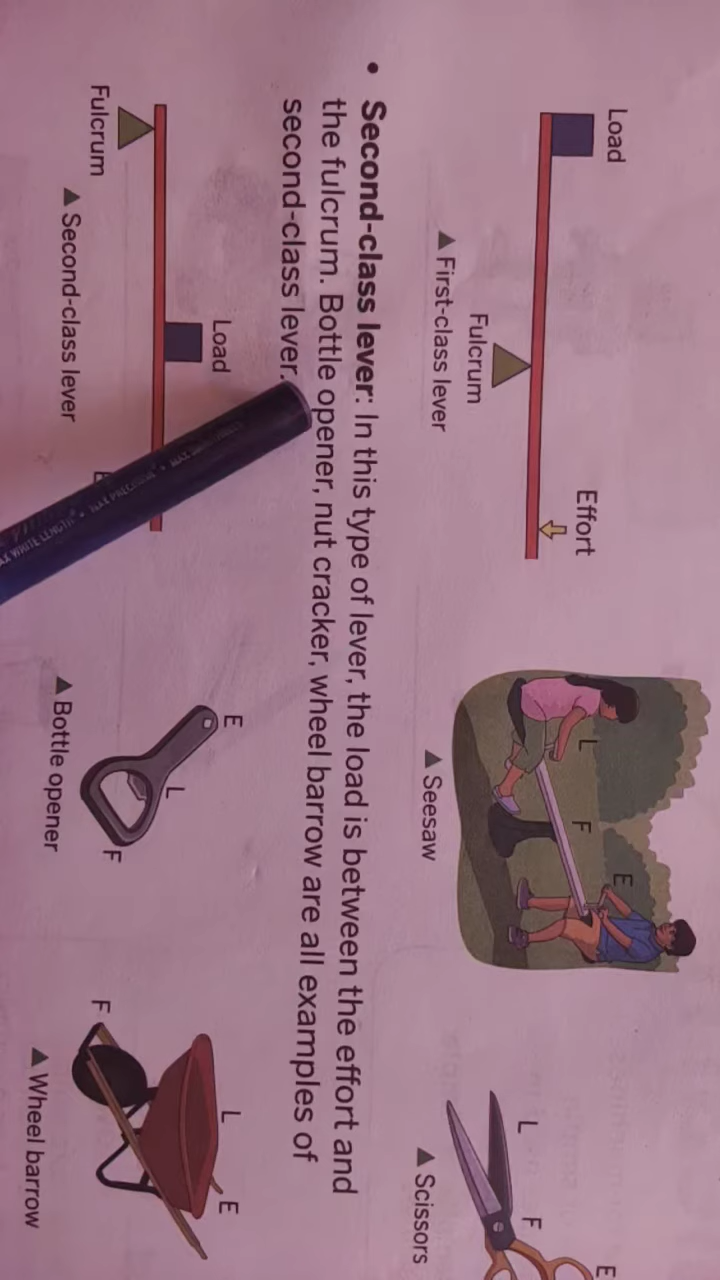 Load
Effort
Fulcrum
▲ First-class lever
L
F
E
▲ Seesaw
L
F
E
▲ Scissors
• Second-class lever: In this type of lever, the load is between the effort and
the fulcrum. Bottle opener, nut cracker, wheel barrow are all examples of
second-class lever.
Load
Fulcrum
▲ Second-class lever
E
L
F
▲ Bottle opener
L
E
F
▲ Wheel barrow
MAX PRECISION •